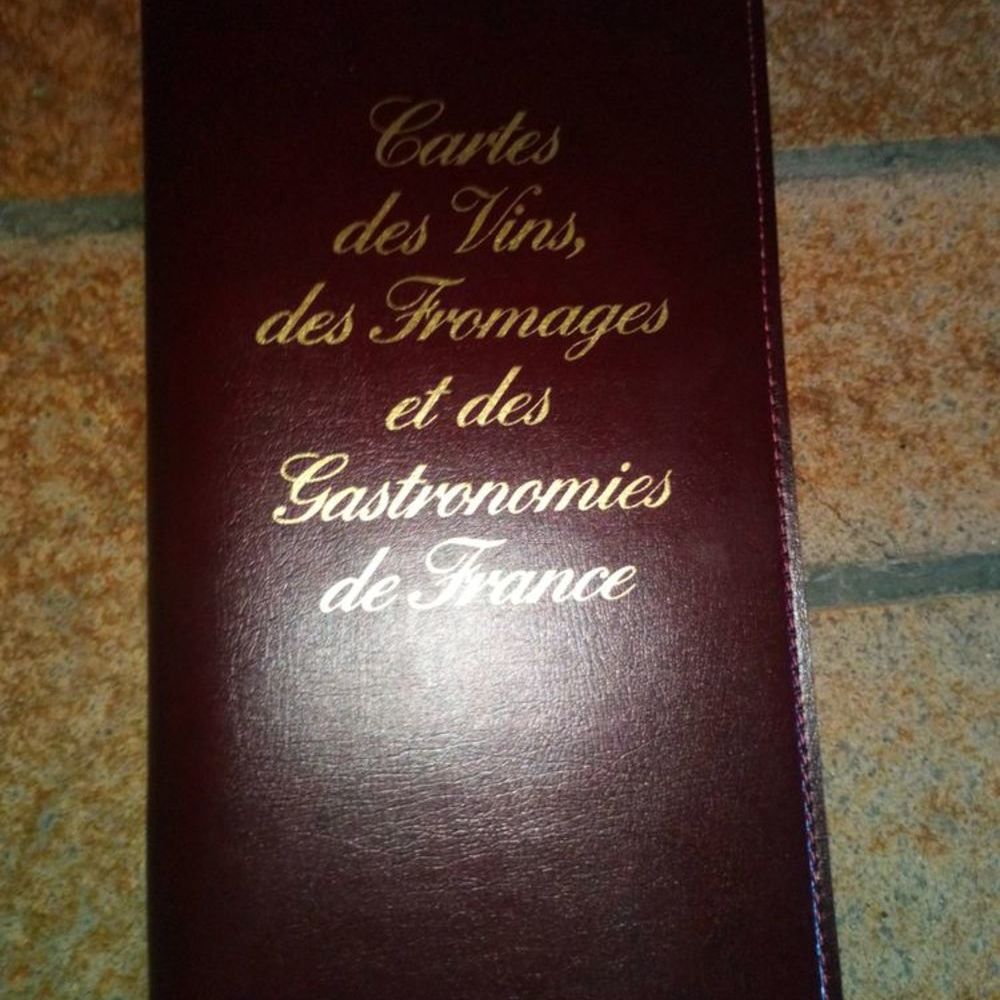 Cartes
des Vins,
des Fromages
et des
Gastronomies
de France